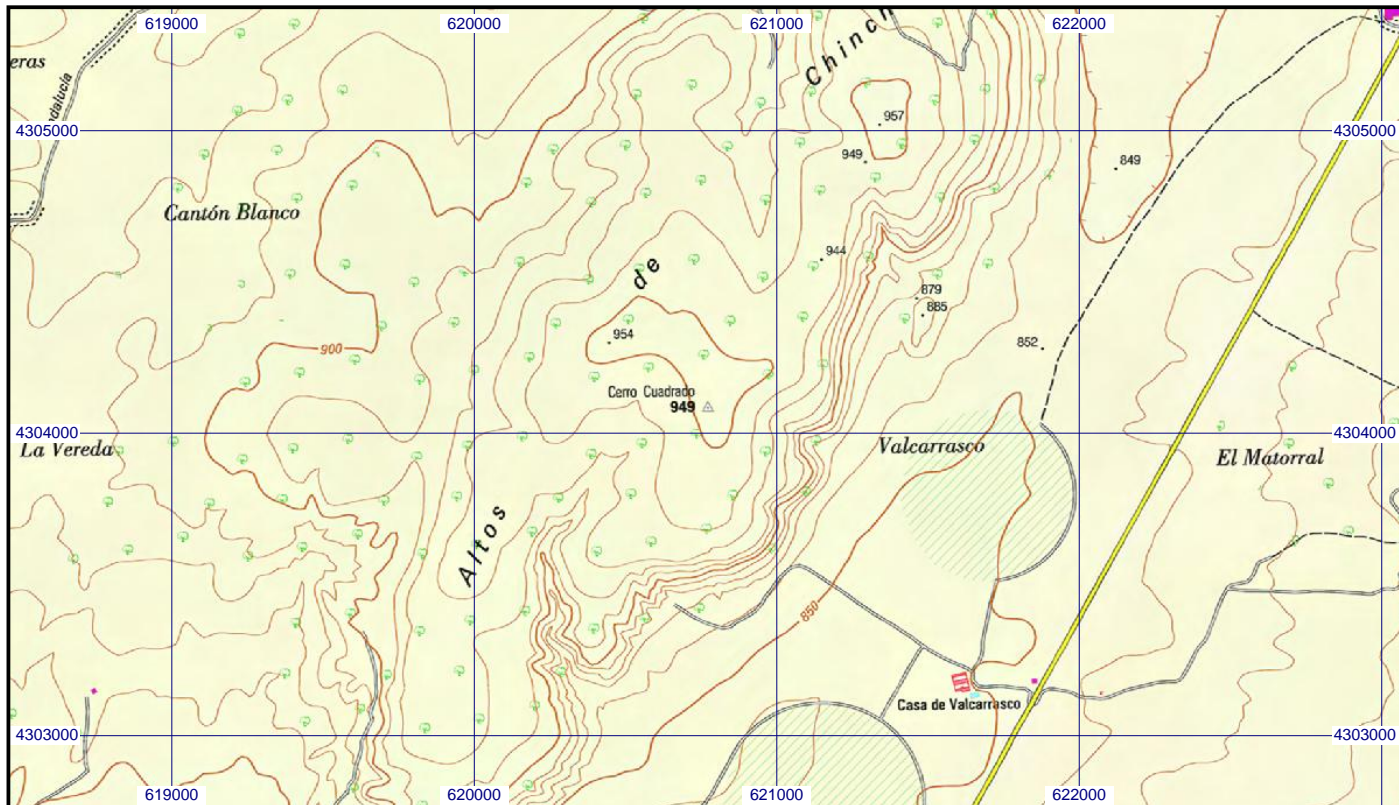 619000
620000
621000
622000
Chinch
eras
dalucía
957
4305000
4305000
949
849
Cantón Blanco
944
de
879
885
954
852
900
Cerro Cuadrado
949
4304000
4304000
La Vereda
Valcarrasco
El Matorral
Altos
850
Casa de Valcarrasco
4303000
4303000
619000
620000
621000
622000